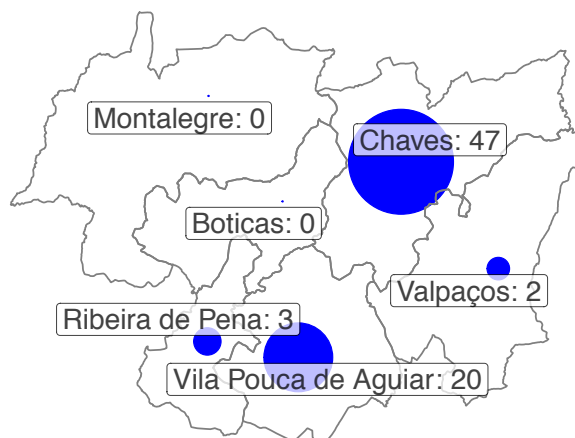 Montalegre: 0
Chaves: 47
Boticas: 0
Valpaços: 2
Ribeira de Pena: 3
Vila Pouca de Aguiar: 20